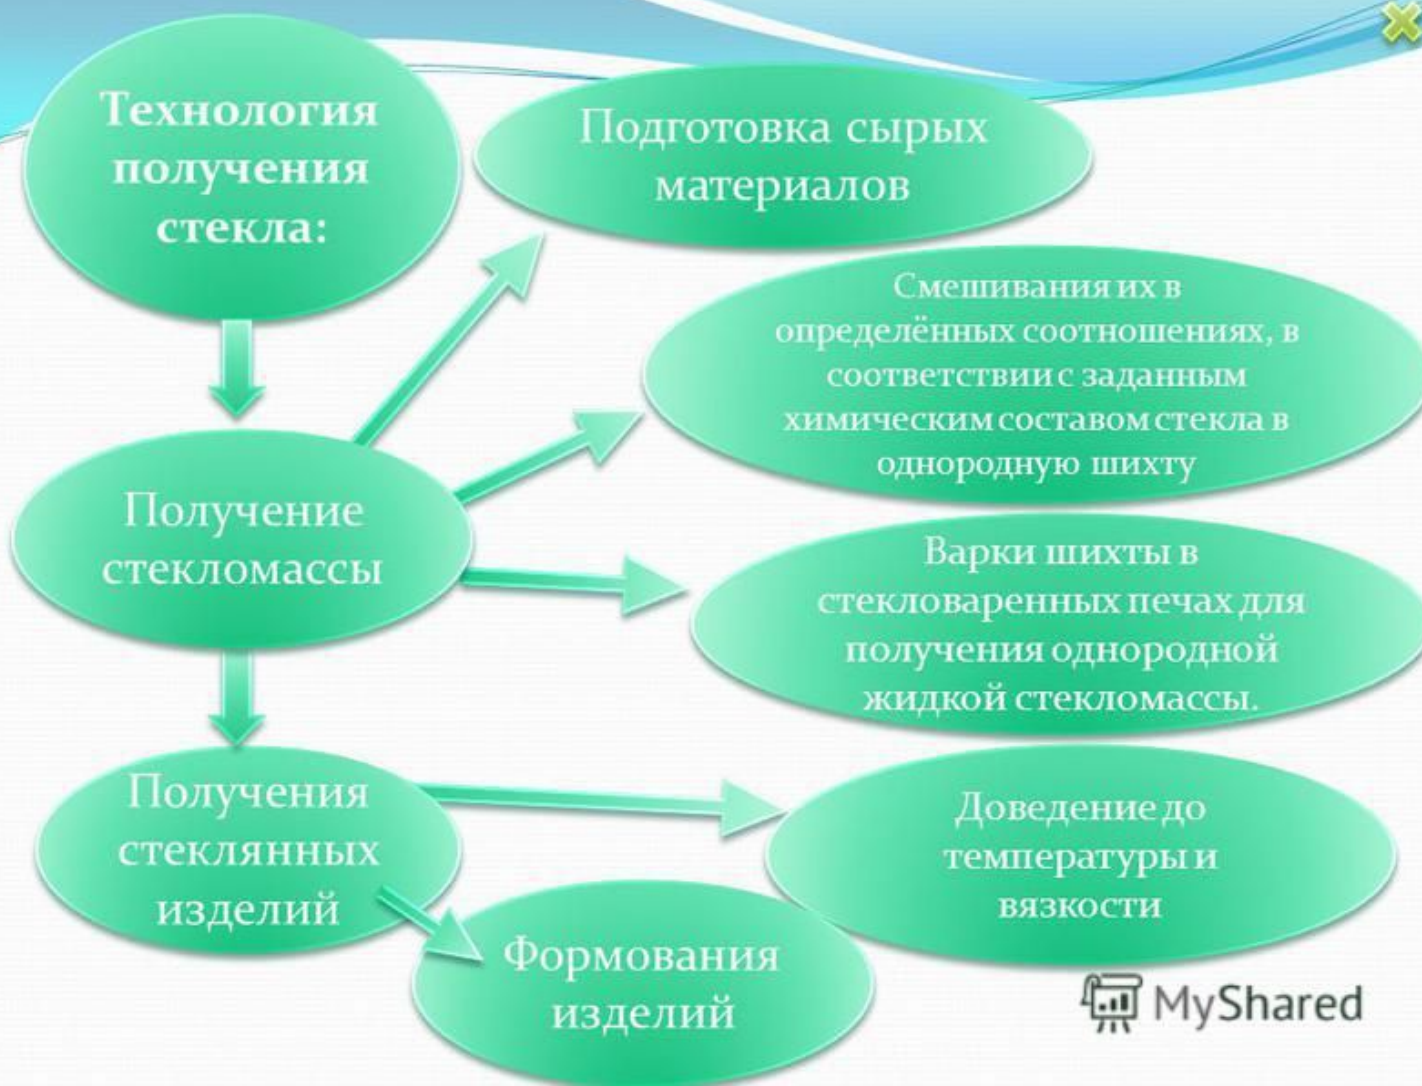 Технология
получения
стекла:
Подготовка сырых
материалов
Смешивания их в
определённых соотношениях, в
соответствии с заданным
химическим составом стекла в
однородную шихту
Получение
стекломассы
Варки шихты в
стекловаренных печах для
получения однородной
жидкой стекломассы.
Получения
стеклянных
изделий
Доведение до
температуры и
вязкости
Формования
изделий
MyShared